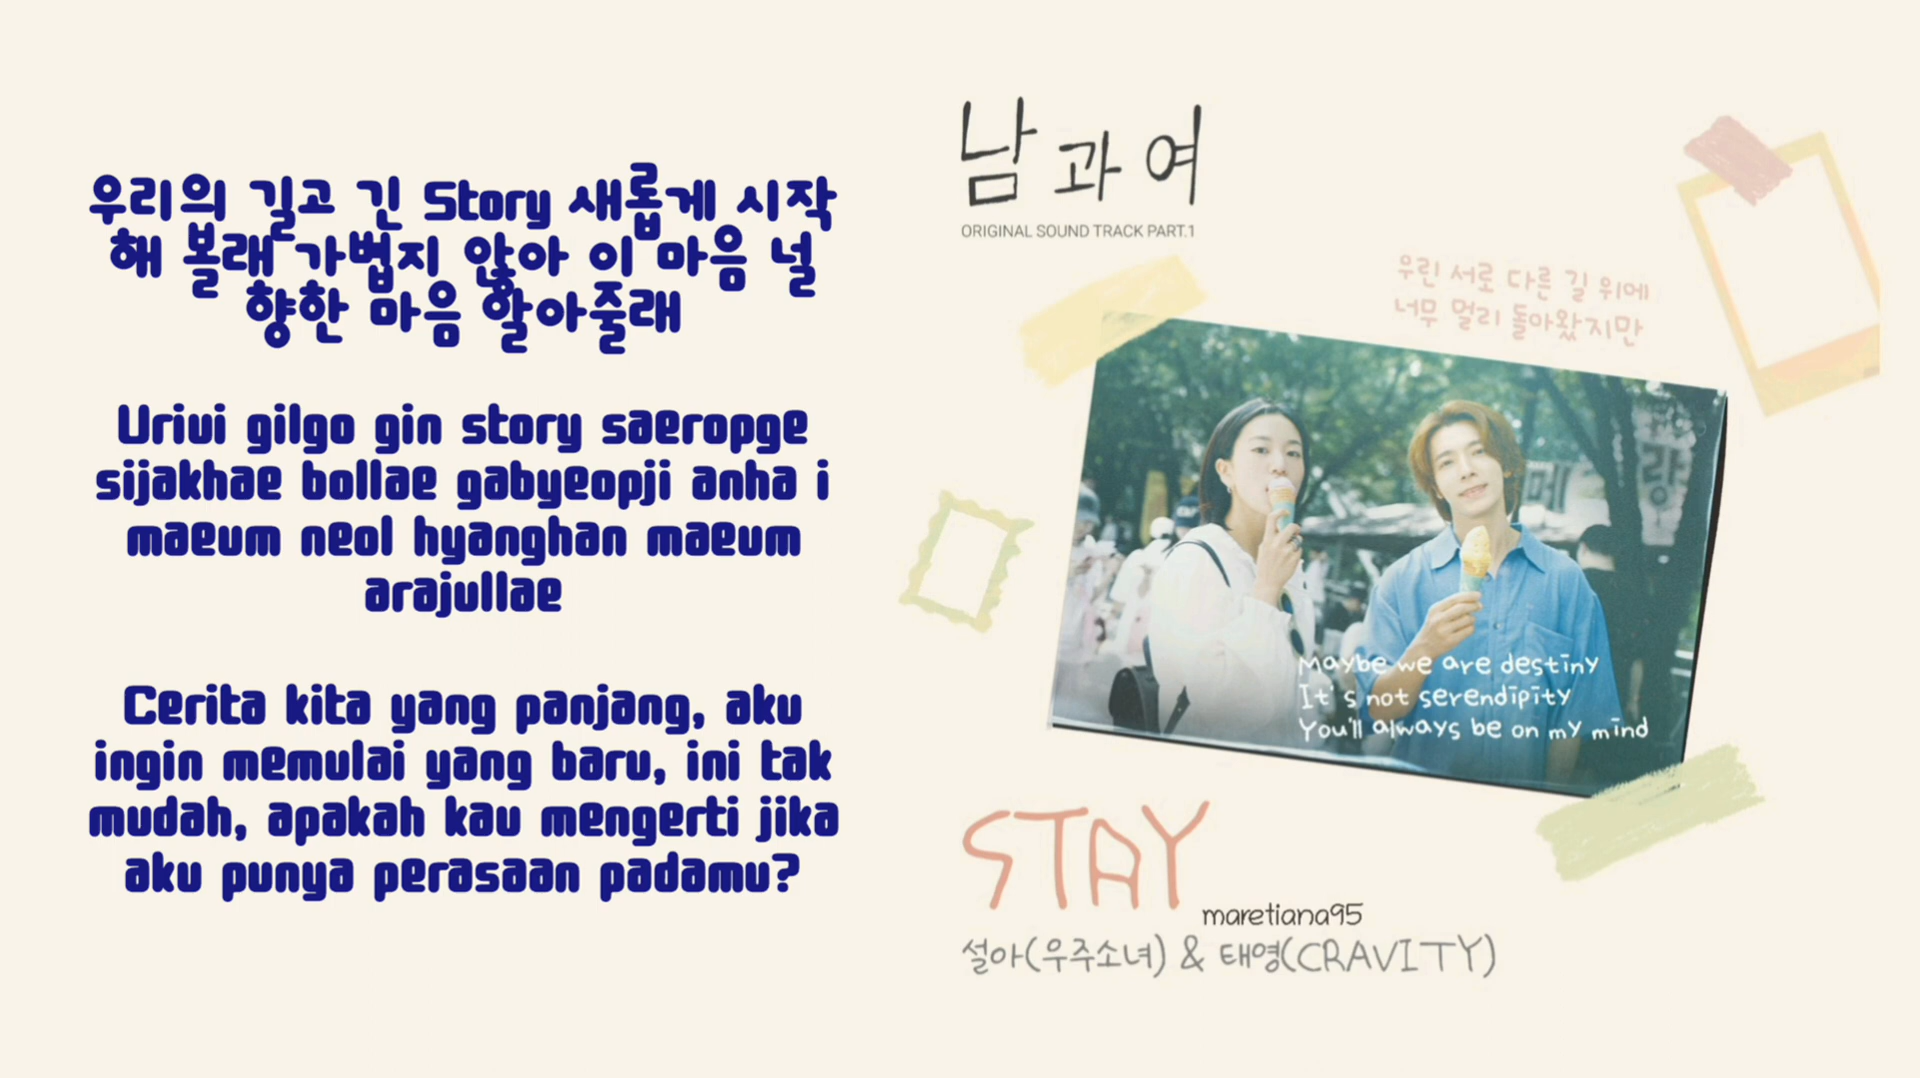 우리의 길고 긴 Story 새롭게 시작
해 볼래 가볍지 않아 이 마음 널
향한 마음 알아줄래
Uriui gilgo gin story saeropge
sijakhae bollae gabyeopji anha i
maeum neol hyanghan maeum
arajullae
Cerita kita yang panjang, aku
ingin memulai yang baru, ini tak
mudah, apakah kau mengerti jika
aku punya perasaan padamu?
남과여
ORIGINAL SOUND TRACK PART.1
우린 서로 다른 길 위에
너무 멀리 돌아왔지만
메
랑
Maybe we are destiny
It's not serendipity
You'll always be on my mind
STAY
maretiana95
설아(우주소녀) & 태영(CRAVITY)